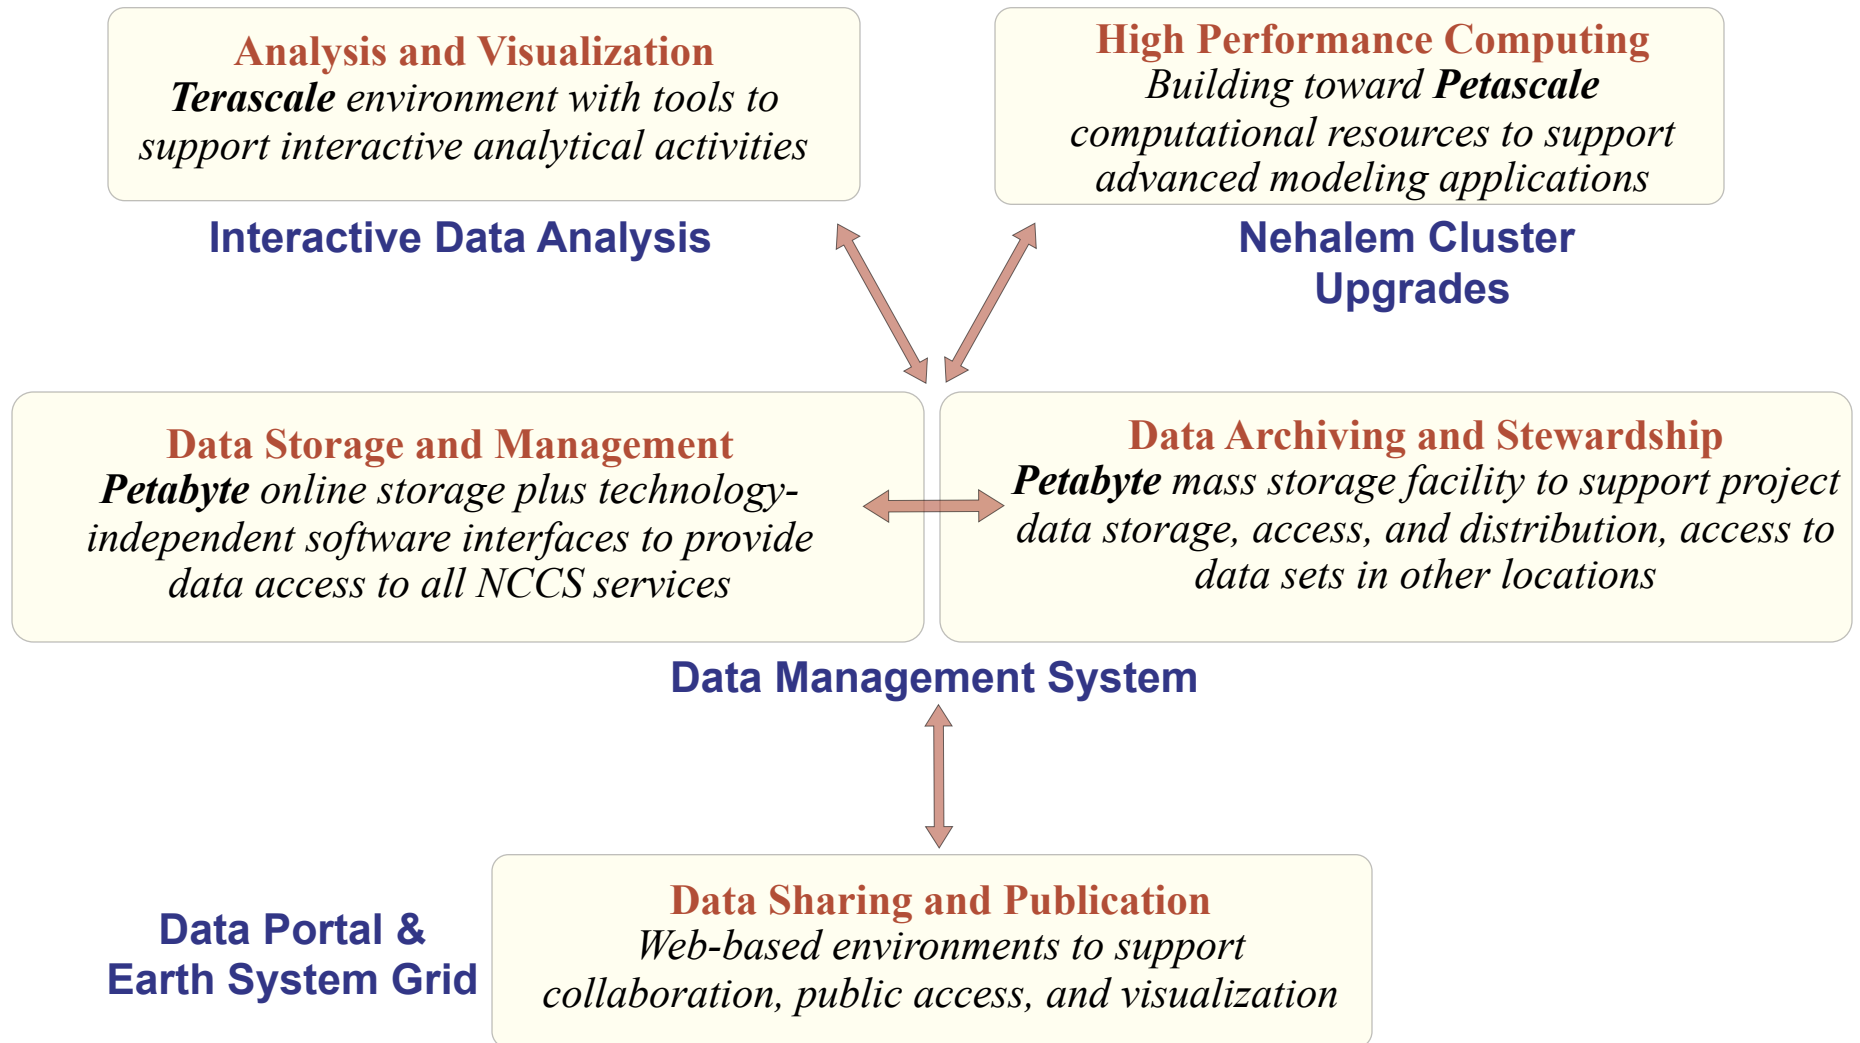 Analysis and Visualization
Terascale environment with tools to
support interactive analytical activities
Interactive Data Analysis
High Performance Computing
Building toward Petascale
computational resources to support
advanced modeling applications
Nehalem Cluster
Upgrades
Data Storage and Management
Petabyte online storage plus technology-
independent software interfaces to provide
data access to all NCCS services
Data Archiving and Stewardship
Petabyte mass storage facility to support project
data storage, access, and distribution, access to
data sets in other locations
Data Management System
Data Portal &
Earth System Grid
Data Sharing and Publication
Web-based environments to support
collaboration, public access, and visualization